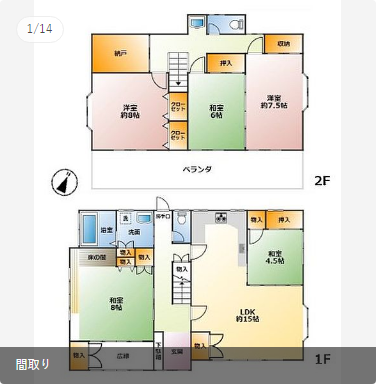 1/14
納戸
収納
押入
洋室
約8帖
クロー
ゼット
クロー
ゼット
和室
6帖
洋室
約7.5帖
ベランダ
2F
浴室
洗
洗面
勝手口
物入
押入
床の間
物入
物入
物入
物入
和室
4.5帖
和室
8帖
LDK
約15帖
物入
広縁
下駄箱
玄関
物入
1F
間取り